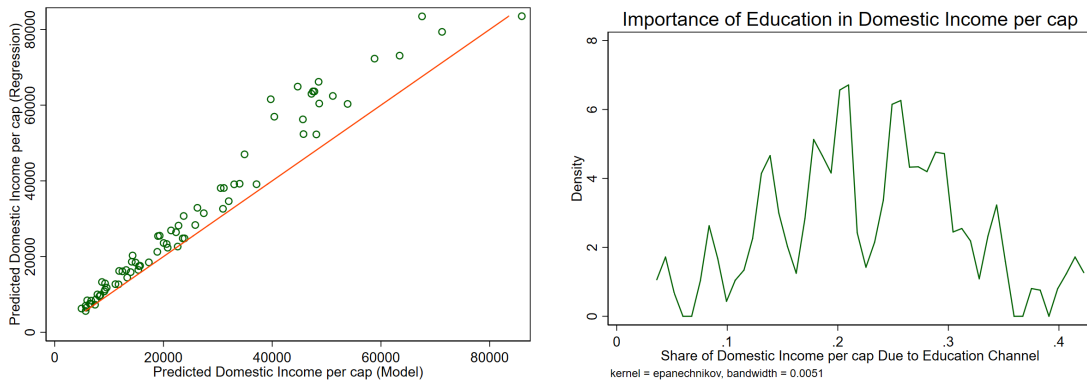 Predicted Domestic Income per cap (Regression)
80000
60000
40000
20000
0
0 20000 40000 60000 80000
Predicted Domestic Income per cap (Model)
Importance of Education in Domestic Income per cap
Density
8
6
4
2
0
0 .1 .2 .3 .4
Share of Domestic Income per cap Due to Education Channel
kernel = epanechnikov, bandwidth = 0.0051